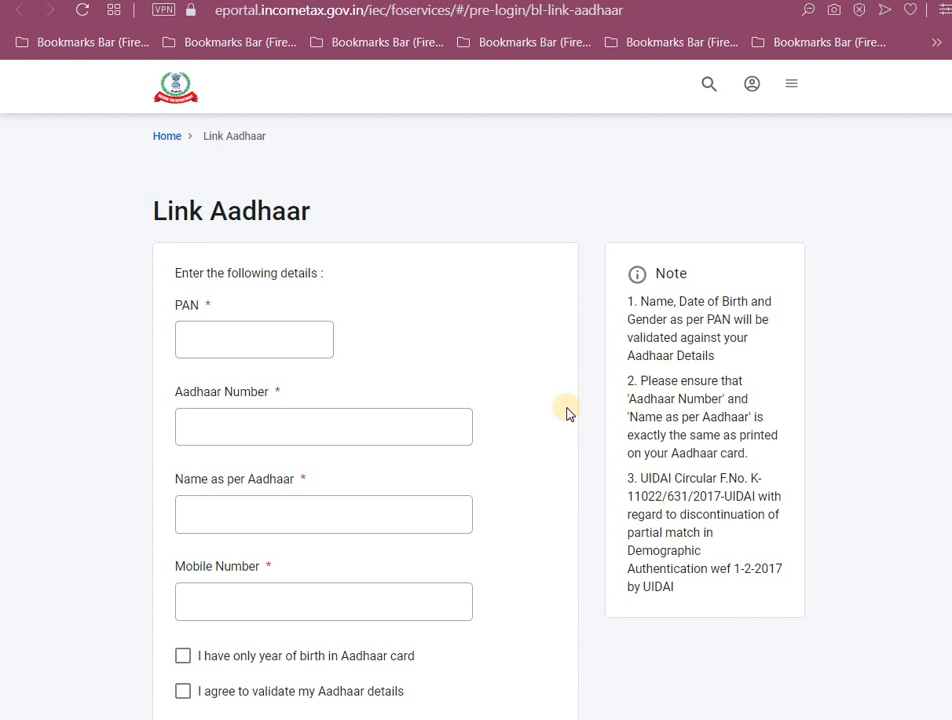 VPN eportal.incometax.gov.in/iec/foservices/#/pre-login/bl-link-aadhaar
Bookmarks Bar (Fire... Bookmarks Bar (Fire... Bookmarks Bar (Fire... Bookmarks Bar (Fire... Bookmarks Bar (Fire... Bookmarks Bar (Fire... »
Home > Link Aadhaar
Link Aadhaar
Enter the following details :
PAN *
Aadhaar Number *
Name as per Aadhaar *
Mobile Number *
I have only year of birth in Aadhaar card
I agree to validate my Aadhaar details
Note
1. Name, Date of Birth and
Gender as per PAN will be
validated against your
Aadhaar Details
2. Please ensure that
'Aadhaar Number' and
'Name as per Aadhaar' is
exactly the same as printed
on your Aadhaar card.
3. UIDAI Circular F.No. K-
11022/631/2017-UIDAI with
regard to discontinuation of
partial match in
Demographic
Authentication wef 1-2-2017
by UIDAI